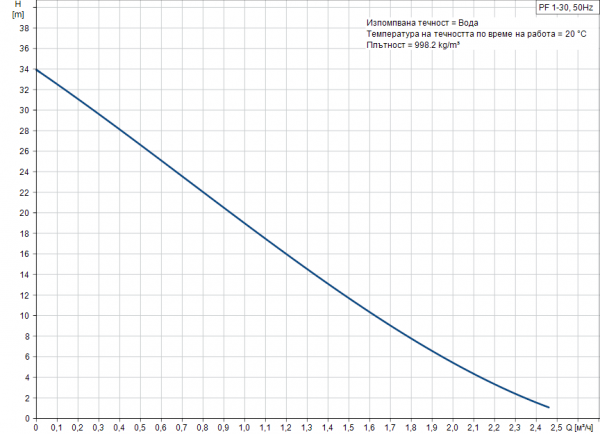 H
[m]
PF 1-30, 50Hz
Изпомпвана течност = Вода
Температура на течността по време на работа = 20 °C
Плътност = 998.2 kg/m³
38
36
34
32
30
28
26
24
22
20
18
16
14
12
10
8
6
4
2
0
0 0,1 0,2 0,3 0,4 0,5 0,6 0,7 0,8 0,9 1,0 1,1 1,2 1,3 1,4 1,5 1,6 1,7 1,8 1,9 2,0 2,1 2,2 2,3 2,4 2,5 Q [м³/ч]